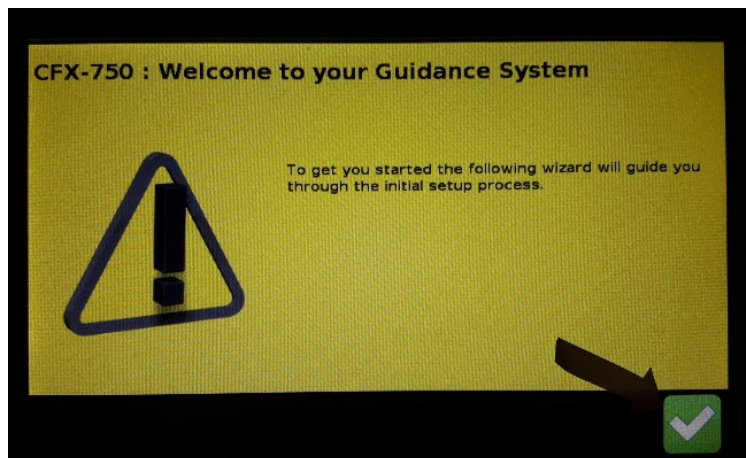 CFX-750 : Welcome to your Guidance System
To get you started the following wizard will guide you
through the initial setup process.